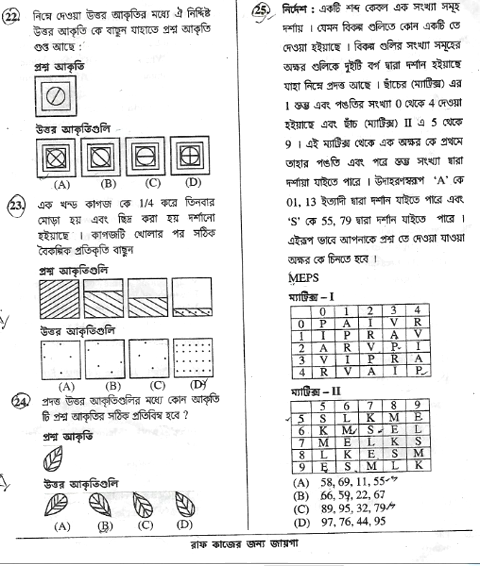 22. নিম্নে দেওয়া উত্তর আকৃতির মধ্যে ঐ নির্দ্দিষ্ট
উত্তর আকৃতি কে বাছুন যাহাতে প্রশ্ন আকৃতি
গুপ্ত আছে :
প্রশ্ন আকৃতি
উত্তর আকৃতিগুলি
(A) (B) (C) (D)
23. এক খন্ড কাগজ কে 1/4 করে তিনবার
মোড়া হয় এবং ছিদ্র করা হয় দর্শানো
হইয়াছে । কাগজটি খোলার পর সঠিক
বৈকল্পিক প্রতিকৃতি বাছুন
প্রশ্ন আকৃতিগুলি
উত্তর আকৃতিগুলি
(A) (B) (C) (D)
24. প্রদত্ত উত্তর আকৃতিগুলির মধ্যে কোন আকৃতি
টি প্রশ্ন আকৃতির সঠিক প্রতিবিম্ব হবে ?
প্রশ্ন আকৃতি
উত্তর আকৃতিগুলি
(A) (B) (C) (D)
25. নির্দেশ : একটি শব্দ কেবল এক সংখ্যা সমূহ
দর্শায় । যেমন বিকল্প গুলিতে কোন একটি তে
দেওয়া হইয়াছে । বিকল্প গুলির সংখ্যা সমূহের
অক্ষর গুলিকে দুইটি বর্গ দ্বারা দর্শান হইয়াছে
যাহা নিম্নে প্রদত্ত আছে । ছাঁচের (ম্যাট্রিক্স) এর
1 স্তম্ভ এবং পঙতির সংখ্যা 0 থেকে 4 দেওয়া
হইয়াছে এবং ছাঁচ (ম্যাট্রিক্স) II এ 5 থেকে
9 । এই ম্যাট্রিক্স থেকে এক অক্ষর কে প্রথমে
তাহার পঙতি এবং পরে স্তম্ভ সংখ্যা দ্বারা
দর্শায়া যাইতে পারে । উদাহরণস্বরূপ ‘A’ কে
01, 13 ইত্যাদী দ্বারা দর্শান যাইতে পারে এবং
‘S’ কে 55, 79 দ্বারা দর্শান যাইতে পারে ।
এইরূপ ভাবে আপনাকে প্রশ্ন তে দেওয়া যাওয়া
অক্ষর কে চিনতে হবে ।
MEPS
ম্যাট্রিক্স – I
0 1 2 3 4
0 P A I V R
1 I P R A V
2 A R V P I
3 V I P R A
4 R V A I P
ম্যাট্রিক্স – II
5 6 7 8 9
5 S L K M E
6 K M S E L
7 M E L K S
8 L K E S M
9 E S M L K
(A) 58, 69, 11, 55
(B) 66, 59, 22, 67
(C) 89, 95, 32, 79
(D) 97, 76, 44, 95
রাফ কাজের জন্য জায়গা